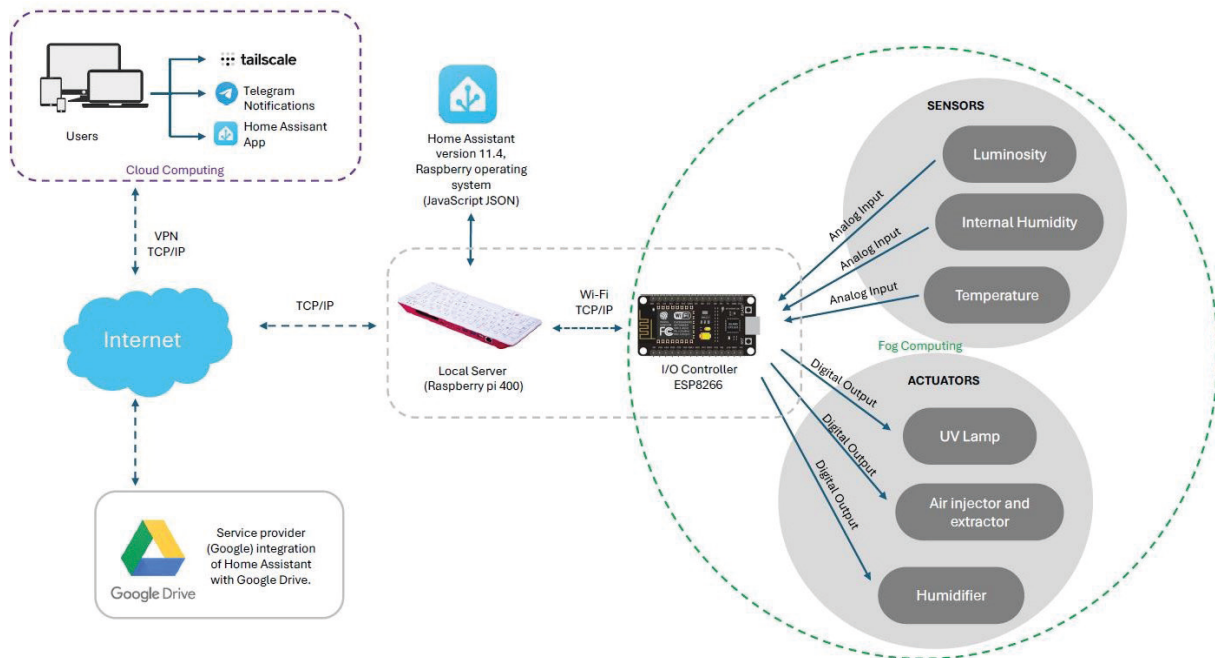 tailscale
Telegram
Notifications
Home Assisant
App
Users
Cloud Computing
VPN
TCP/IP
Internet
TCP/IP
Google Drive
Service provider
(Google) integration
of Home Assistant
with Google Drive.
Home Assistant
version 11.4,
Raspberry operating
system
(JavaScript JSON)
Local Server
(Raspberry pi 400)
Wi-Fi
TCP/IP
I/O Controller
ESP8266
SENSORS
Luminosity
Internal Humidity
Temperature
Analog Input
Analog Input
Analog Input
Fog Computing
ACTUATORS
UV Lamp
Air injector and
extractor
Humidifier
Digital Output
Digital Output
Digital Output
WiFi
FC